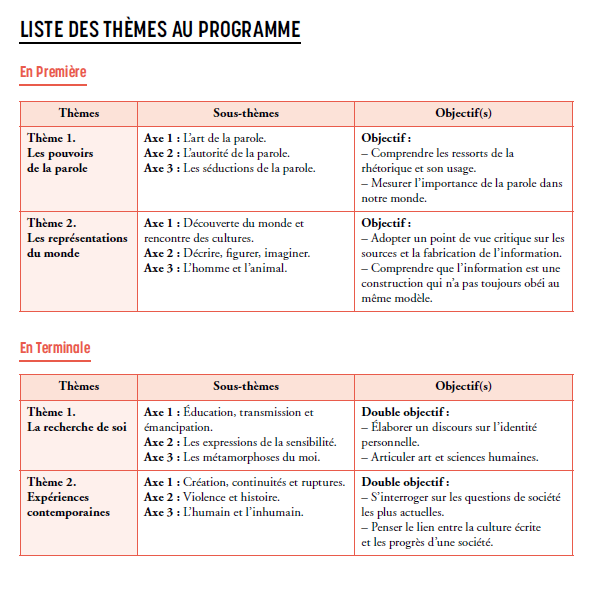 LISTE DES THÈMES AU PROGRAMME
En Première
Thèmes
Sous-thèmes
Objectif(s)
Thème 1.
Les pouvoirs
de la parole
Axe 1 : L'art de la parole.
Axe 2 : L'autorité de la parole.
Axe 3 : Les séductions de la parole.
Objectif :
– Comprendre les ressorts de la
rhétorique et son usage.
– Mesurer l'importance de la parole dans
notre monde.
Thème 2.
Les représentations
du monde
Axe 1 : Découverte du monde et
rencontre des cultures.
Axe 2 : Décrire, figurer, imaginer.
Axe 3 : L'homme et l'animal.
Objectif :
– Adopter un point de vue critique sur les
sources et la fabrication de l'information.
– Comprendre que l'information est une
construction qui n'a pas toujours obéi au
même modèle.
En Terminale
Thèmes
Sous-thèmes
Objectif(s)
Thème 1.
La recherche de soi
Axe 1 : Éducation, transmission et
émancipation.
Axe 2 : Les expressions de la sensibilité.
Axe 3 : Les métamorphoses du moi.
Double objectif :
– Élaborer un discours sur l'identité
personnelle.
– Articuler art et sciences humaines.
Thème 2.
Expériences
contemporaines
Axe 1 : Création, continuités et ruptures.
Axe 2 : Violence et histoire.
Axe 3 : L'humain et l'inhumain.
Double objectif :
– S'interroger sur les questions de société
les plus actuelles.
– Penser le lien entre la culture écrite
et les progrès d'une société.